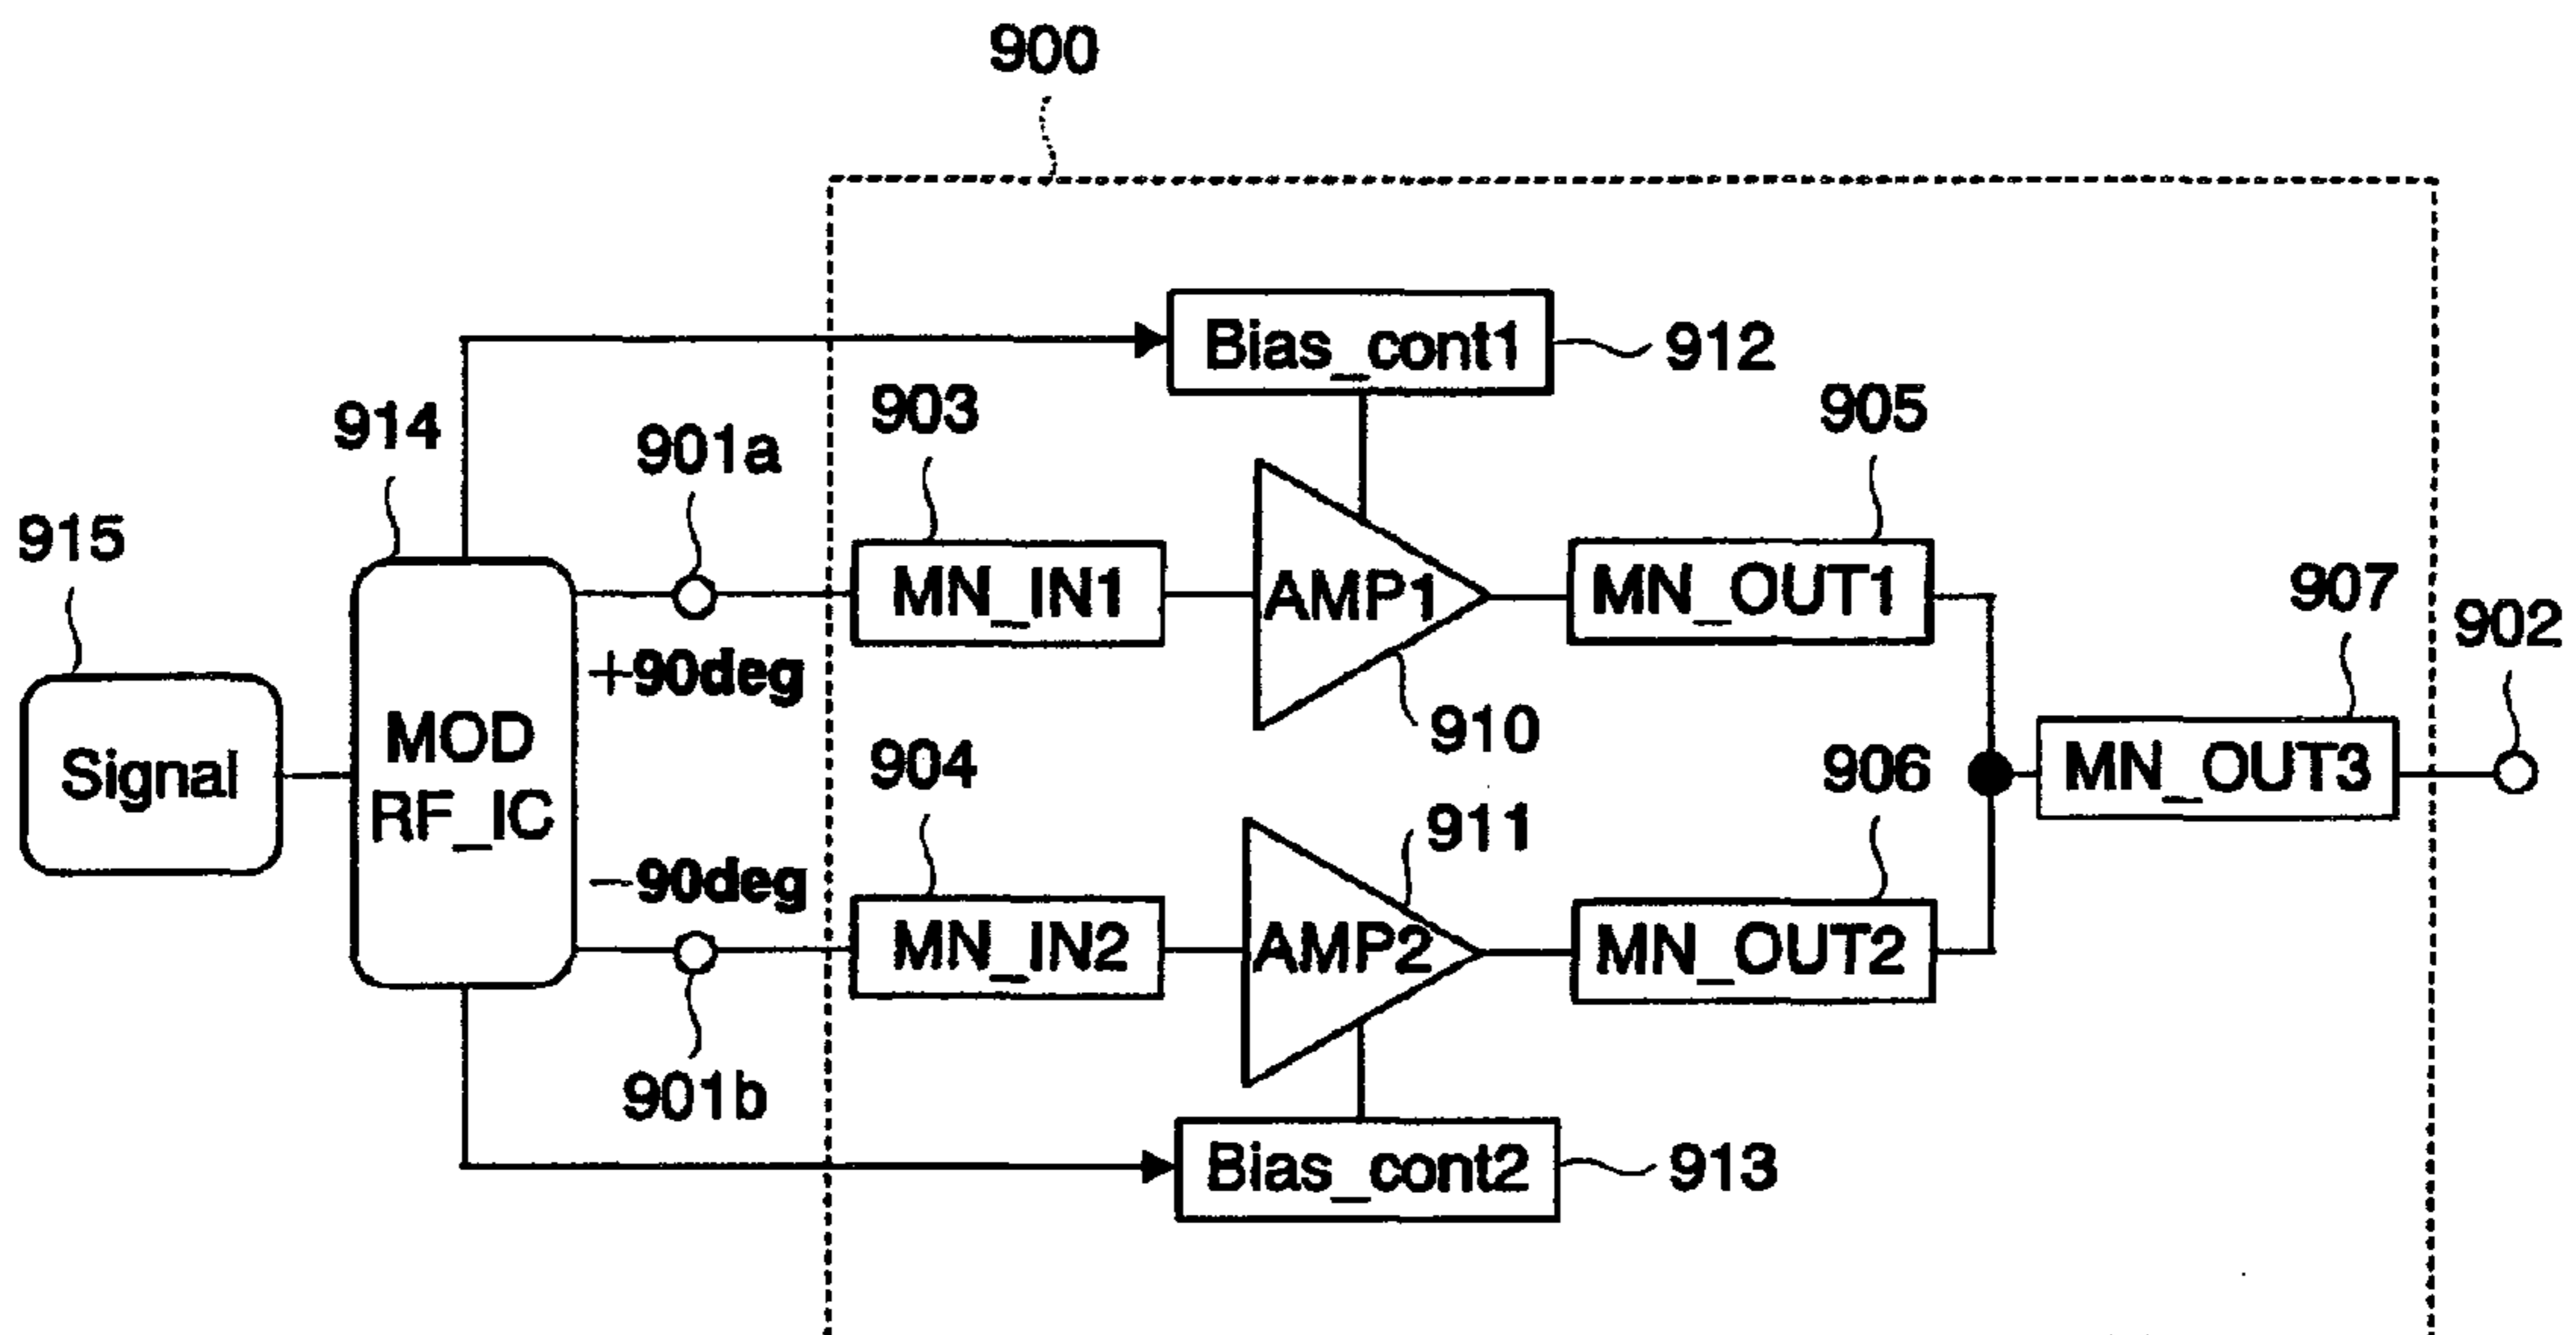 900
Bias_cont1
912
903
905
914
901a
915
MN_IN1
AMP1
MN_OUT1
907
902
+90deg
910
Signal
MOD
RF_IC
904
906
MN_OUT3
911
-90deg
MN_IN2
AMP2
MN_OUT2
901b
Bias_cont2
913